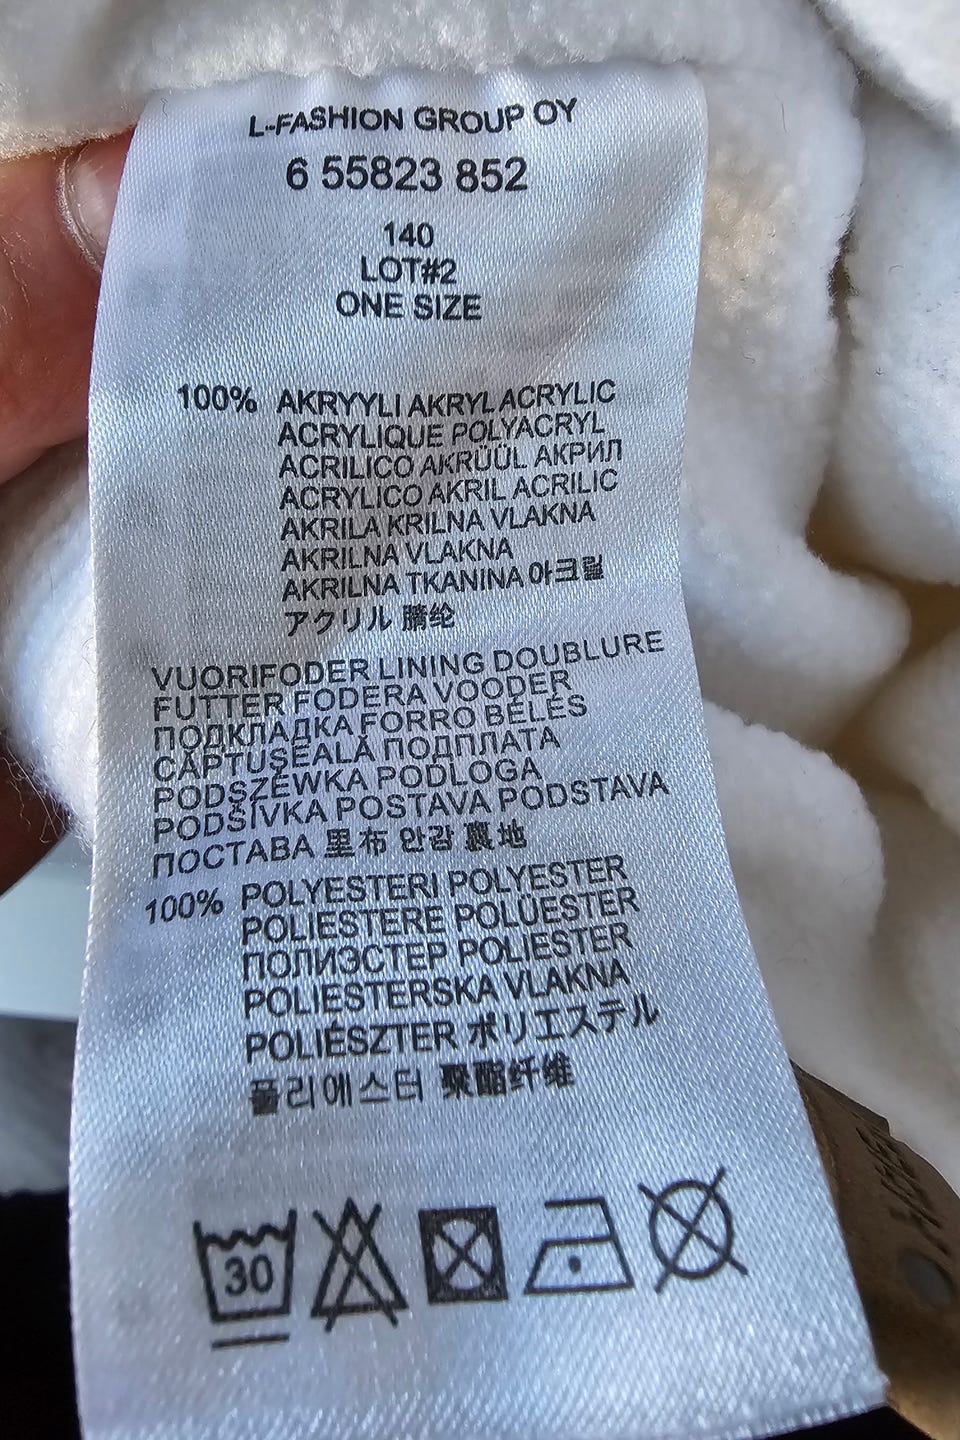 L-FASHION GROUP OY
6 55823 852
140
LOT#2
ONE SIZE
100% AKRYYLI AKRYL ACRYLIC
ACRYLIQUE POLYACRYL
ACRILICO AKRÜÜL АКРИЛ
ACRYLICO AKRIL ACRILIC
AKRILA KRILNA VLAKNA
AKRILNA VLAKNA
AKRILNA TKANINA 아크릴
アクリル 腈纶
VUORIFODER LINING DOUBLURE
FUTTER FODERA VOODER
ПОДКЛАДКА FORRO BÉLÉS
CĂPTUŞEALĂ ПОДПЛАТА
PODSZEWKA PODLOGA
PODŠÍVKA POSTAVA PODSTAVA
ПОСТАВА 里布 안감 裏地
100% POLYESTERI POLYESTER
POLIESTERE POLÜESTER
ПОЛИЭСТЕР POLIESTER
POLIESTERSKA VLAKNA
POLIÉSZTER ポリエステル
폴리에스터 聚酯纤维
30